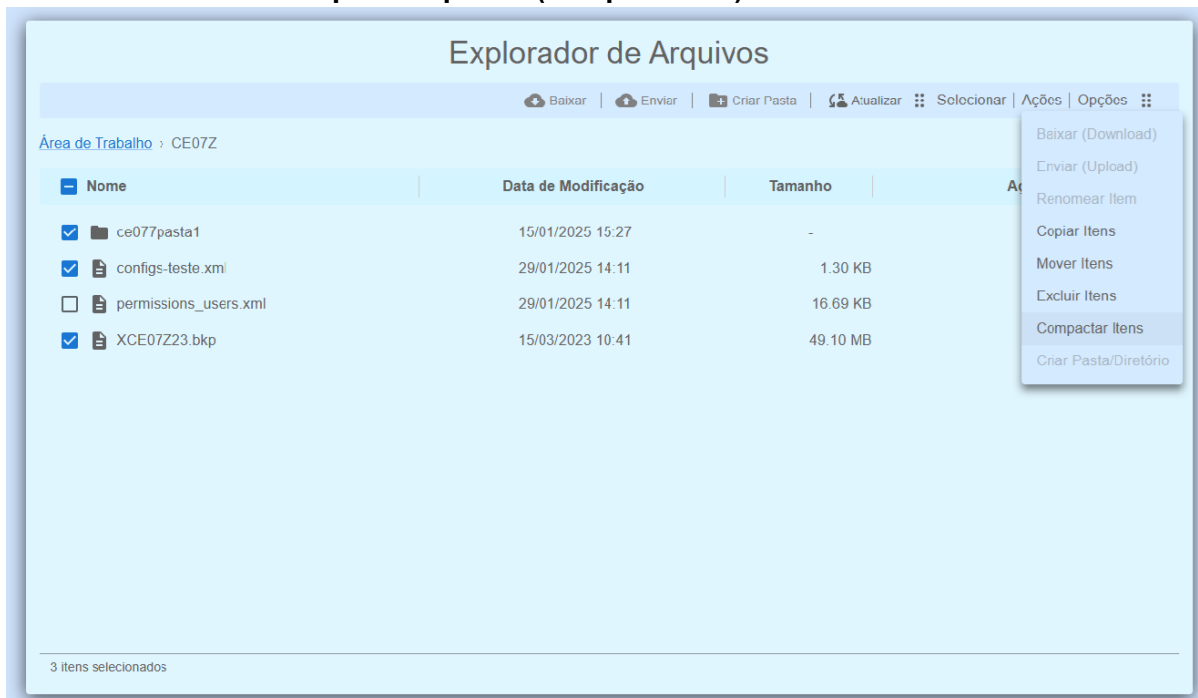 Explorador de Arquivos
Baixar | Enviar | Criar Pasta | Atualizar Selecionar | Ações | Opções
Área de Trabalho › CE07Z
Nome Data de Modificação Tamanho
ce077pasta1 15/01/2025 15:27 -
configs-teste.xml 29/01/2025 14:11 1.30 KB
permissions_users.xml 29/01/2025 14:11 16.69 KB
XCE07Z23.bkp 15/03/2023 10:41 49.10 MB
Baixar (Download)
Enviar (Upload)
Renomear Item
Copiar Itens
Mover Itens
Excluir Itens
Compactar Itens
Criar Pasta/Diretório
3 itens selecionados